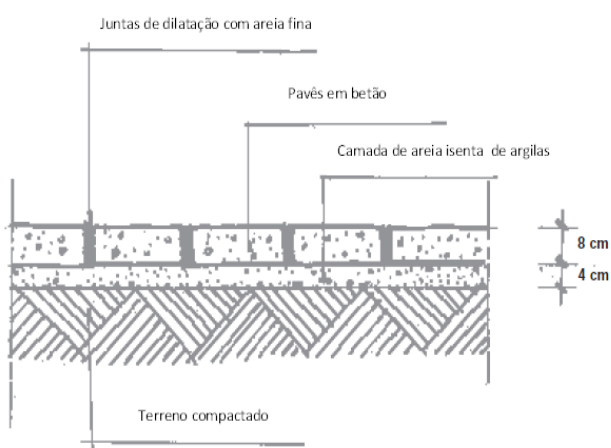 Juntas de dilatação com areia fina
Pavês em betão
Camada de areia isenta de argilas
8 cm
4 cm
Terreno compactado